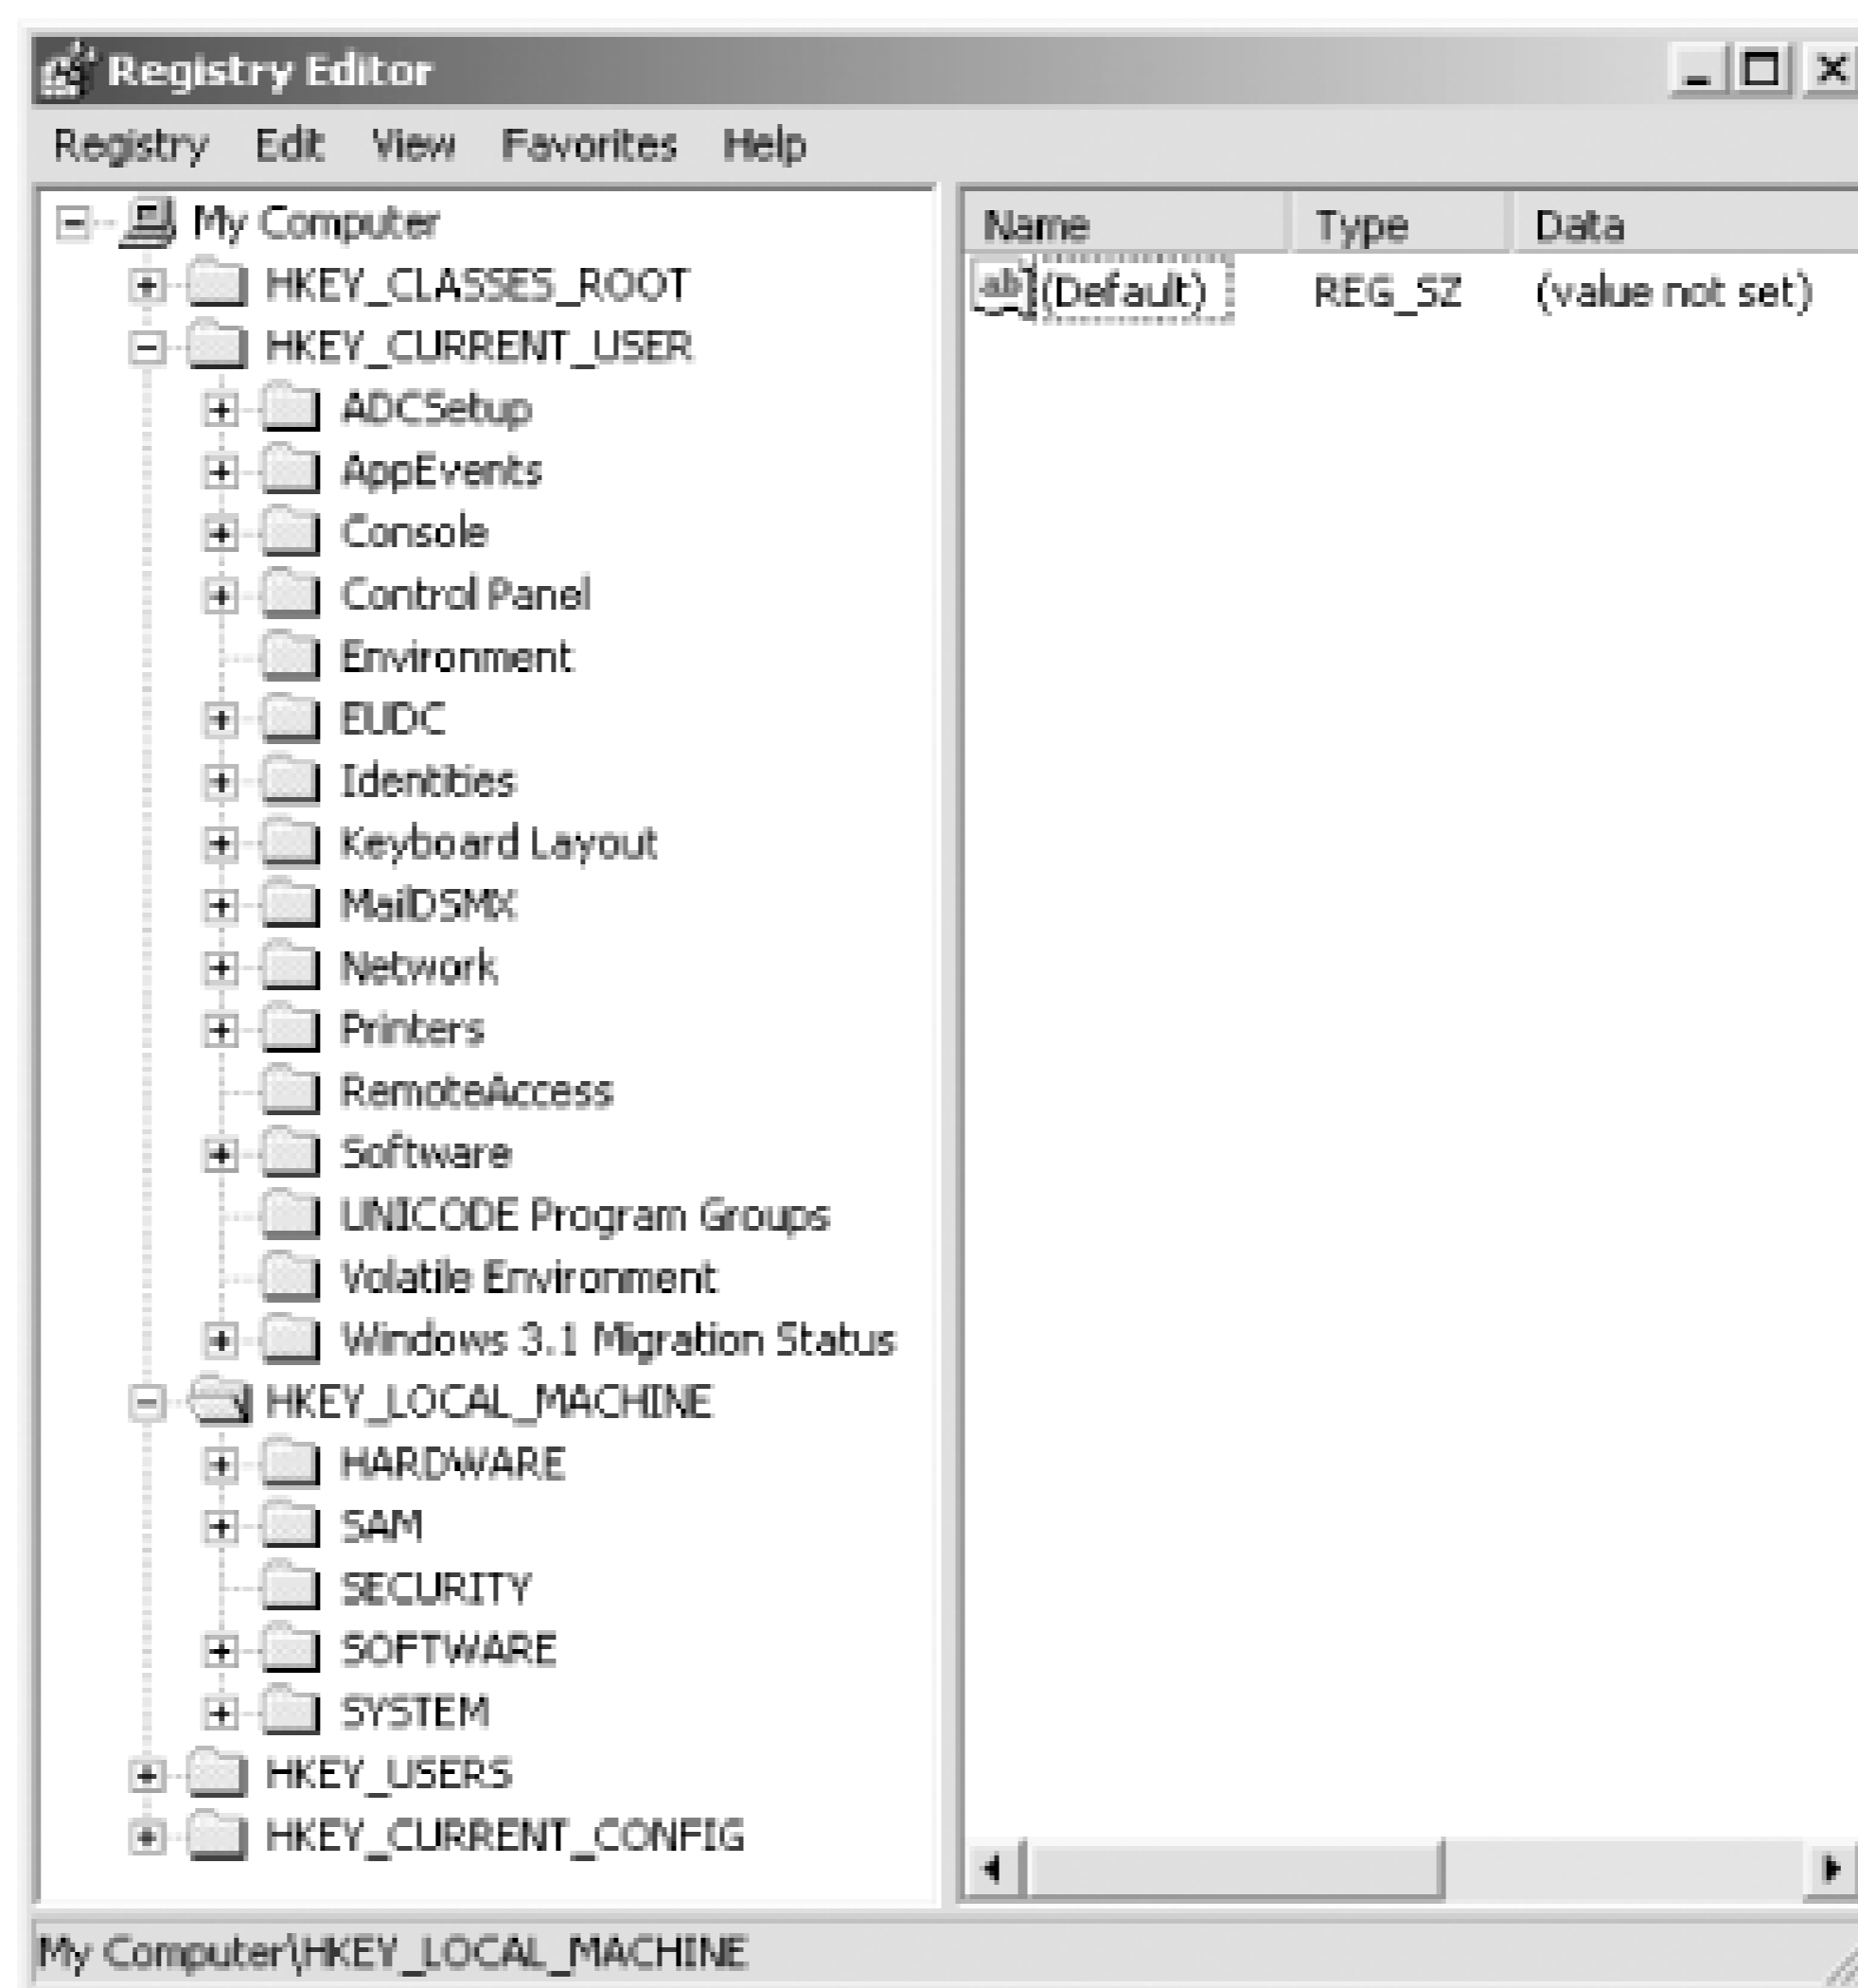 Registry Editor
Registry Edit View Favorites Help
My Computer
HKEY_CLASSES_ROOT
HKEY_CURRENT_USER
ADCSetup
AppEvents
Console
Control Panel
Environment
EUDC
Identities
Keyboard Layout
MailDSMX
Network
Printers
RemoteAccess
Software
UNICODE Program Groups
Volatile Environment
Windows 3.1 Migration Status
HKEY_LOCAL_MACHINE
HARDWARE
SAM
SECURITY
SOFTWARE
SYSTEM
HKEY_USERS
HKEY_CURRENT_CONFIG
Name Type Data
ab (Default) REG_SZ (value not set)
My Computer\HKEY_LOCAL_MACHINE